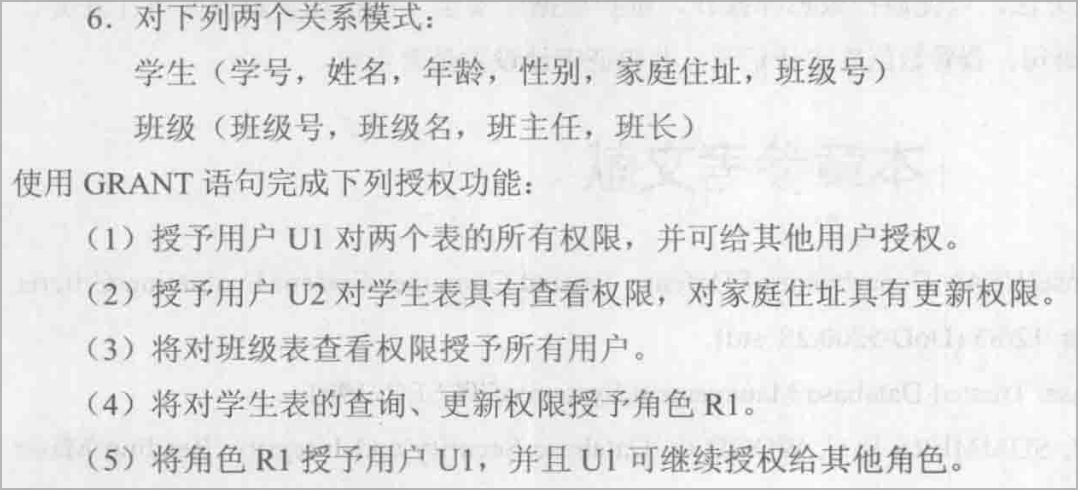 6. 对下列两个关系模式：
学生（学号，姓名，年龄，性别，家庭住址，班级号）
班级（班级号，班级名，班主任，班长）
使用 GRANT 语句完成下列授权功能：
（1）授予用户 U1 对两个表的所有权限，并可给其他用户授权。
（2）授予用户 U2 对学生表具有查看权限，对家庭住址具有更新权限。
（3）将对班级表查看权限授予所有用户。
（4）将对学生表的查询、更新权限授予角色 R1。
（5）将角色 R1 授予用户 U1，并且 U1 可继续授权给其他角色。